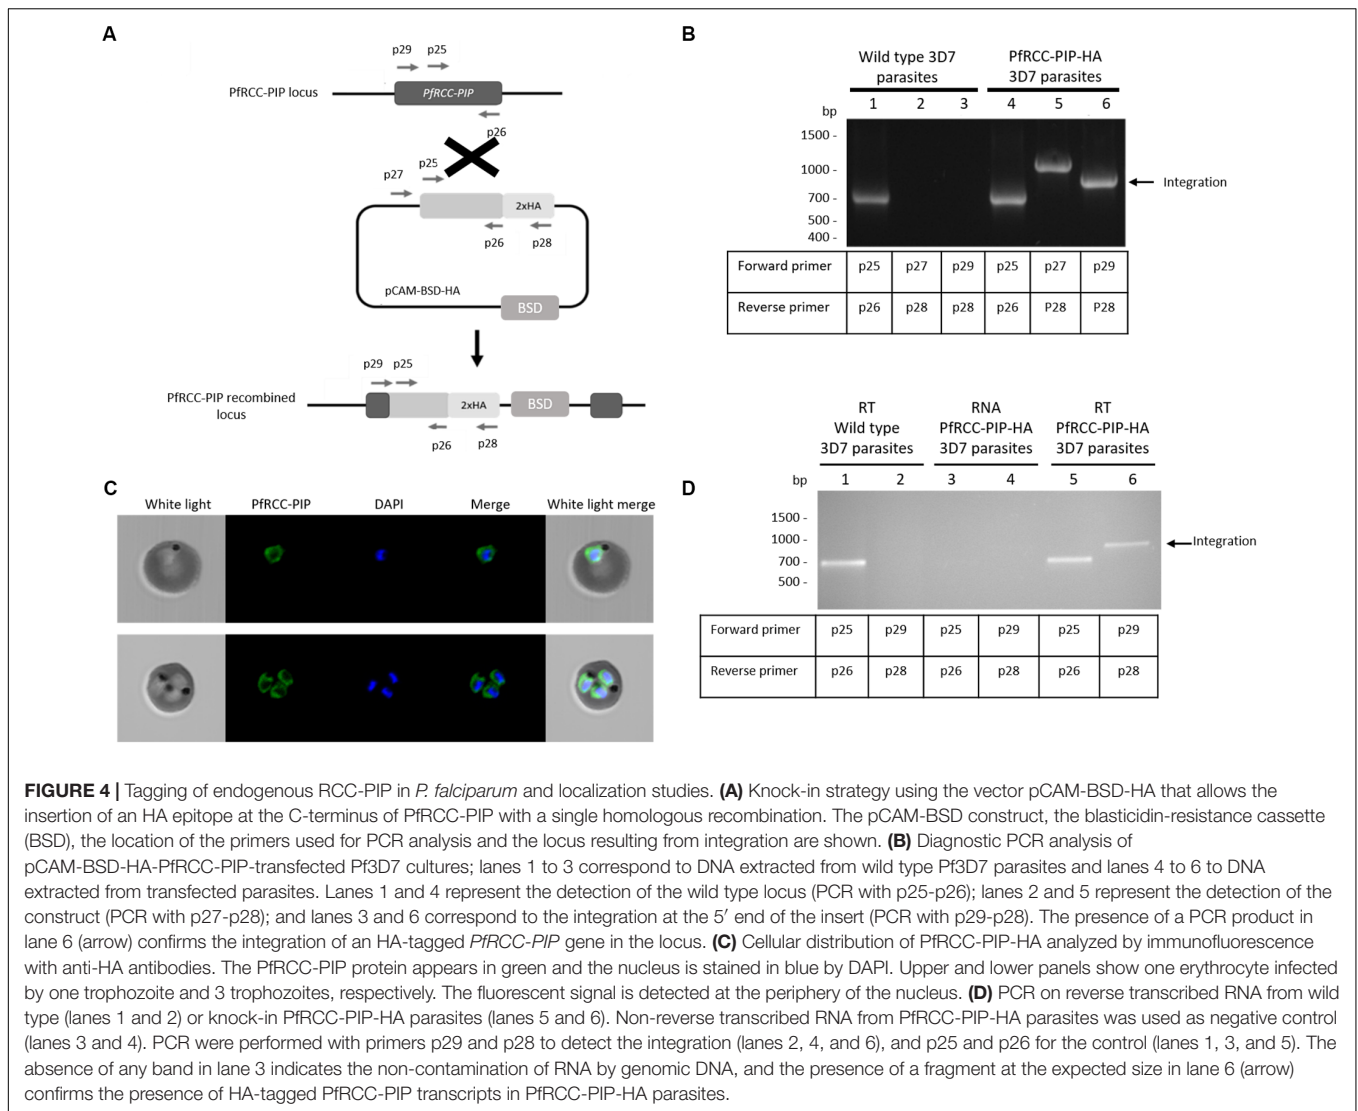 A
p29 p25
PfRCC-PIP locus
PfRCC-PIP
p26
p25
p27
2xHA
p26 p28
pCAM-BSD-HA
BSD
p29 p25
PfRCC-PIP recombined
locus
2xHA
BSD
p26
p28
B
Wild type 3D7
parasites
PfRCC-PIP-HA
3D7 parasites
bp
1 2 3 4 5 6
1500 -
1000 -
700 -
500 -
400 -
Integration
Forward primer p25 p27 p29 p25 p27 p29
Reverse primer p26 p28 p28 p26 P28 P28
C
White light PfRCC-PIP DAPI Merge White light merge
D
RT
Wild type
3D7 parasites
RNA
PfRCC-PIP-HA
3D7 parasites
RT
PfRCC-PIP-HA
3D7 parasites
bp 1 2 3 4 5 6
1500 -
1000 -
700 -
500 -
Integration
Forward primer p25 p29 p25 p29 p25 p29
Reverse primer p26 p28 p26 p28 p26 p28
FIGURE 4 | Tagging of endogenous RCC-PIP in P. falciparum and localization studies. (A) Knock-in strategy using the vector pCAM-BSD-HA that allows the
insertion of an HA epitope at the C-terminus of PfRCC-PIP with a single homologous recombination. The pCAM-BSD construct, the blasticidin-resistance cassette
(BSD), the location of the primers used for PCR analysis and the locus resulting from integration are shown. (B) Diagnostic PCR analysis of
pCAM-BSD-HA-PfRCC-PIP-transfected Pf3D7 cultures; lanes 1 to 3 correspond to DNA extracted from wild type Pf3D7 parasites and lanes 4 to 6 to DNA
extracted from transfected parasites. Lanes 1 and 4 represent the detection of the wild type locus (PCR with p25-p26); lanes 2 and 5 represent the detection of the
construct (PCR with p27-p28); and lanes 3 and 6 correspond to the integration at the 5′ end of the insert (PCR with p29-p28). The presence of a PCR product in
lane 6 (arrow) confirms the integration of an HA-tagged PfRCC-PIP gene in the locus. (C) Cellular distribution of PfRCC-PIP-HA analyzed by immunofluorescence
with anti-HA antibodies. The PfRCC-PIP protein appears in green and the nucleus is stained in blue by DAPI. Upper and lower panels show one erythrocyte infected
by one trophozoite and 3 trophozoites, respectively. The fluorescent signal is detected at the periphery of the nucleus. (D) PCR on reverse transcribed RNA from wild
type (lanes 1 and 2) or knock-in PfRCC-PIP-HA parasites (lanes 5 and 6). Non-reverse transcribed RNA from PfRCC-PIP-HA parasites was used as negative control
(lanes 3 and 4). PCR were performed with primers p29 and p28 to detect the integration (lanes 2, 4, and 6), and p25 and p26 for the control (lanes 1, 3, and 5). The
absence of any band in lane 3 indicates the non-contamination of RNA by genomic DNA, and the presence of a fragment at the expected size in lane 6 (arrow)
confirms the presence of HA-tagged PfRCC-PIP transcripts in PfRCC-PIP-HA parasites.